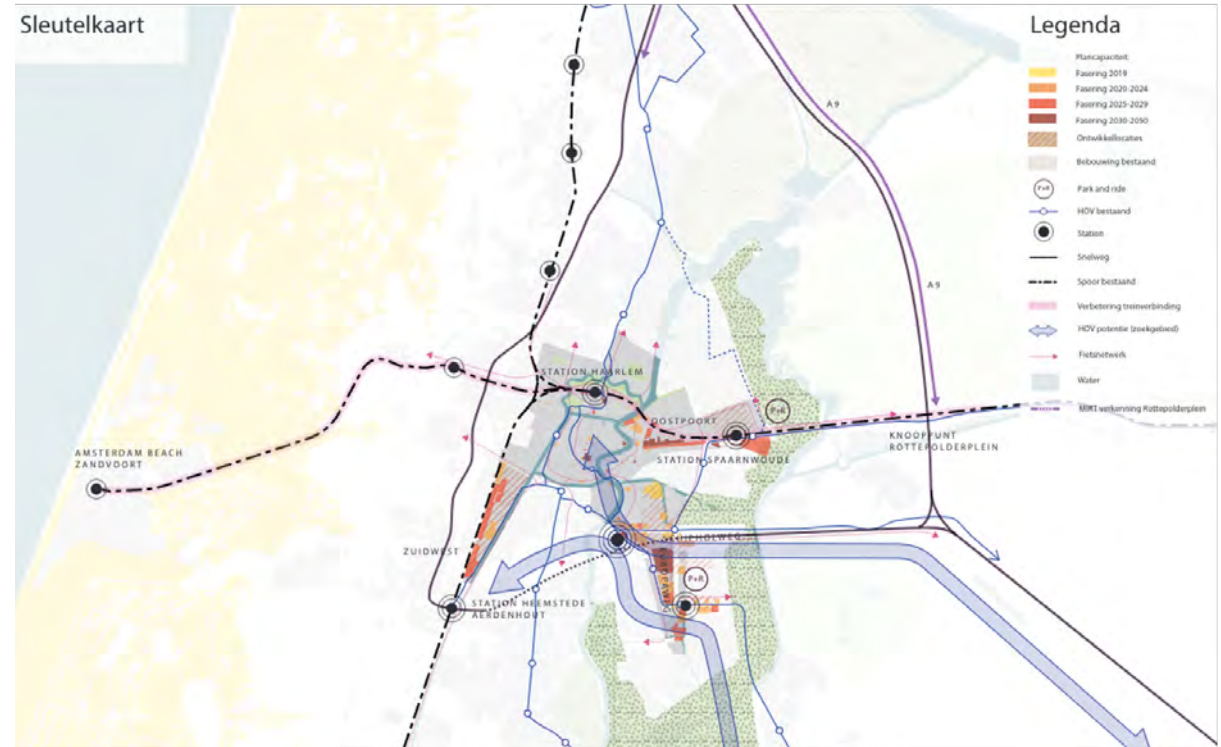 Sleutelkaart
Legenda
Plancapaciteit
Fasering 2019
Fasering 2020-2024
Fasering 2025-2029
Fasering 2030-2050
Ontwikkellocaties
Bebouwing bestaand
P+R
Park and ride
HOV bestaand
Station
Snelweg
Spoor bestaand
Verbetering treinverbinding
HOV potentie (zoekgebied)
Fietsnetwerk
Water
MIRT verkenning Rottepolderplein
A9
A9
STATION HAARLEM
OOSTPOORT
P+R
STATION SPAARNWOUDE
KNOOPPUNT
ROTTEPOLDERPLEIN
AMSTERDAM BEACH
ZANDVOORT
ZUIDWEST
SCHIPHOLWEG
EUROPAWEG
P+R
STATION HEEMSTEDE
AERDENHOUT